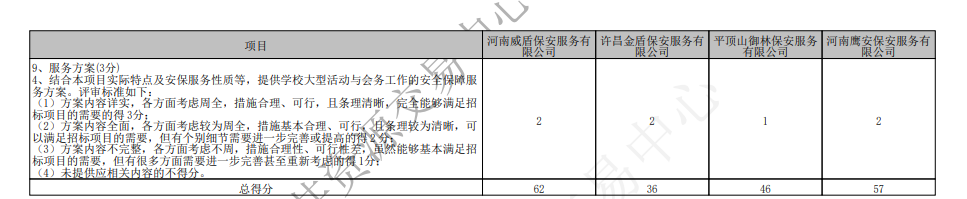 项目
河南威盾保安服务有限公司
许昌金盾保安服务有限公司
平顶山御林保安服务有限公司
河南鹰安保安服务有限公司
9、服务方案(3分)
4、结合本项目实际特点及安保服务性质等，提供学校大型活动与会务工作的安全保障服
务方案。评审标准如下：
（1）方案内容详实，各方面考虑周全，措施合理、可行，且条理清晰，完全能够满足招
标项目的需要的得3分；
（2）方案内容全面，各方面考虑较为周全，措施基本合理、可行，且条理较为清晰，可
以满足招标项目的需要，但有个别细节需要进一步完善或提高的得2分；
（3）方案内容不完整，各方面考虑不周，措施合理性、可行性差，虽然能够基本满足招
标项目的需要，但有很多方面需要进一步完善甚至重新考虑的得1分；
（4）未提供应相关内容的不得分。
2
2
1
2
总得分
62
36
46
57
共资源交易中心
易中心